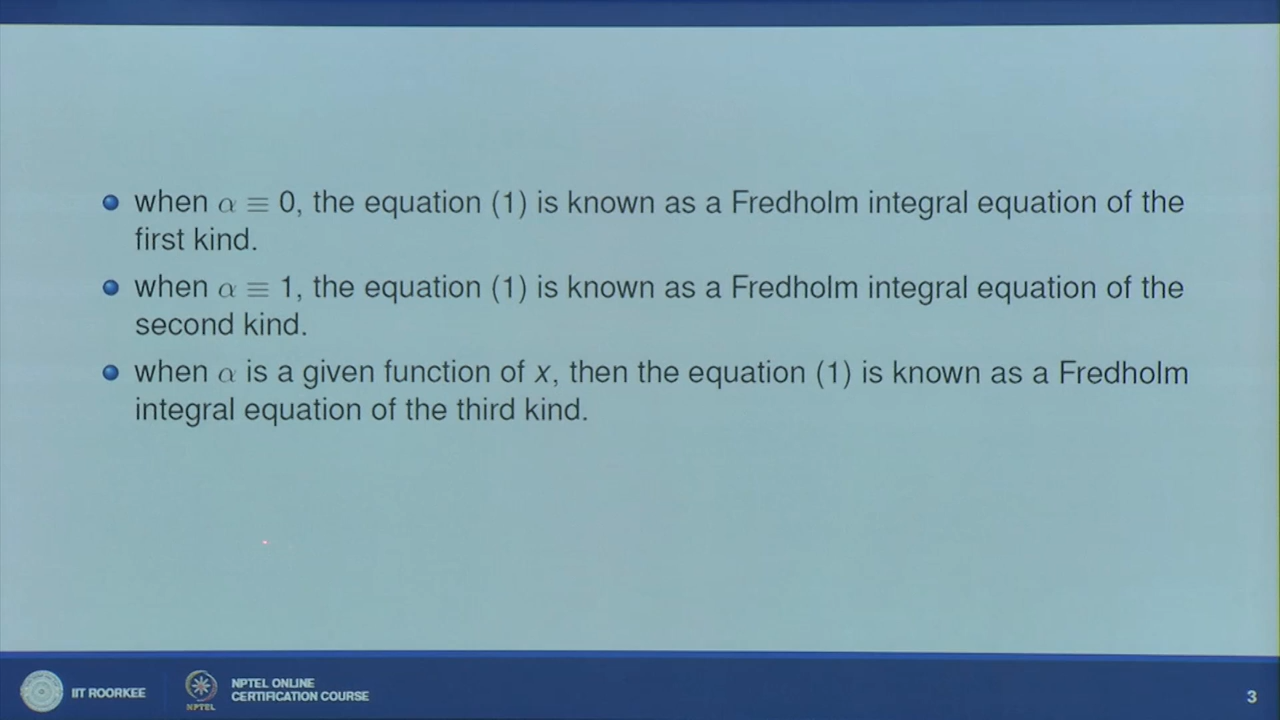 when α ≡ 0, the equation (1) is known as a Fredholm integral equation of the
first kind.
when α ≡ 1, the equation (1) is known as a Fredholm integral equation of the
second kind.
when α is a given function of x, then the equation (1) is known as a Fredholm
integral equation of the third kind.
IIT ROORKEE
NPTEL
NPTEL ONLINE
CERTIFICATION COURSE
3